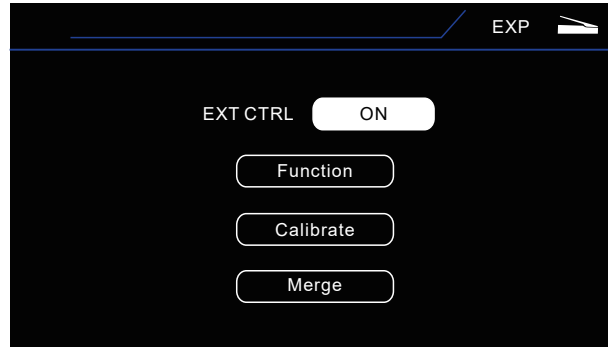 EXP
EXT CTRL ON
Function
Calibrate
Merge